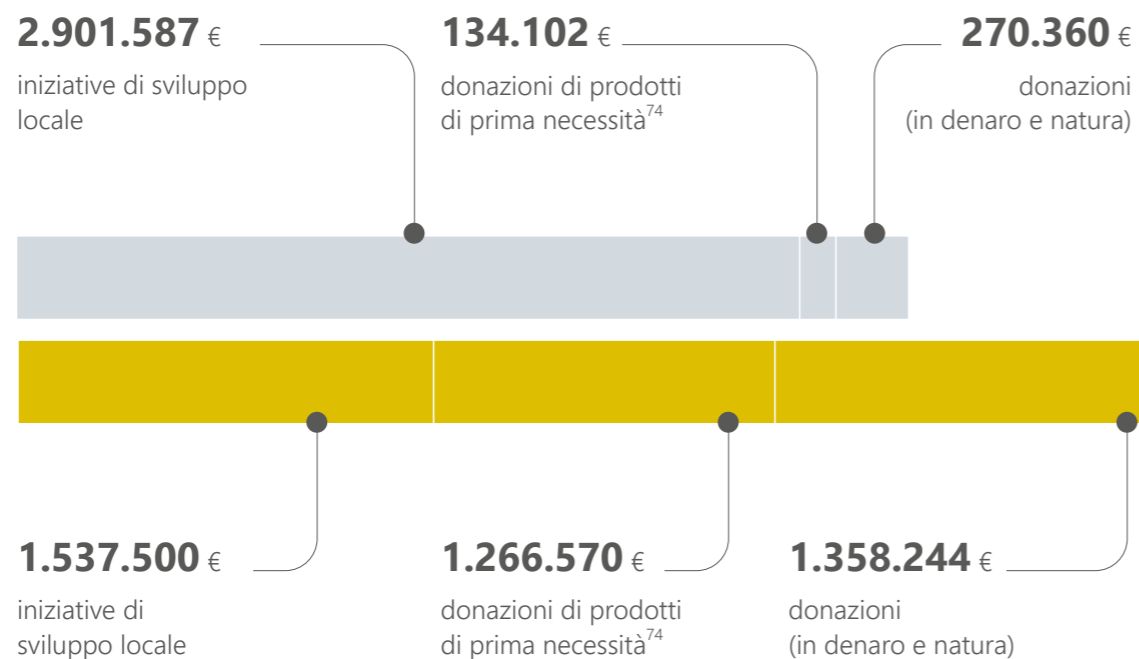 2.901.587 €
iniziative di sviluppo
locale
134.102 €
donazioni di prodotti
di prima necessità74
270.360 €
donazioni
(in denaro e natura)
1.537.500 €
iniziative di
sviluppo locale
1.266.570 €
donazioni di prodotti
di prima necessità74
1.358.244 €
donazioni
(in denaro e natura)